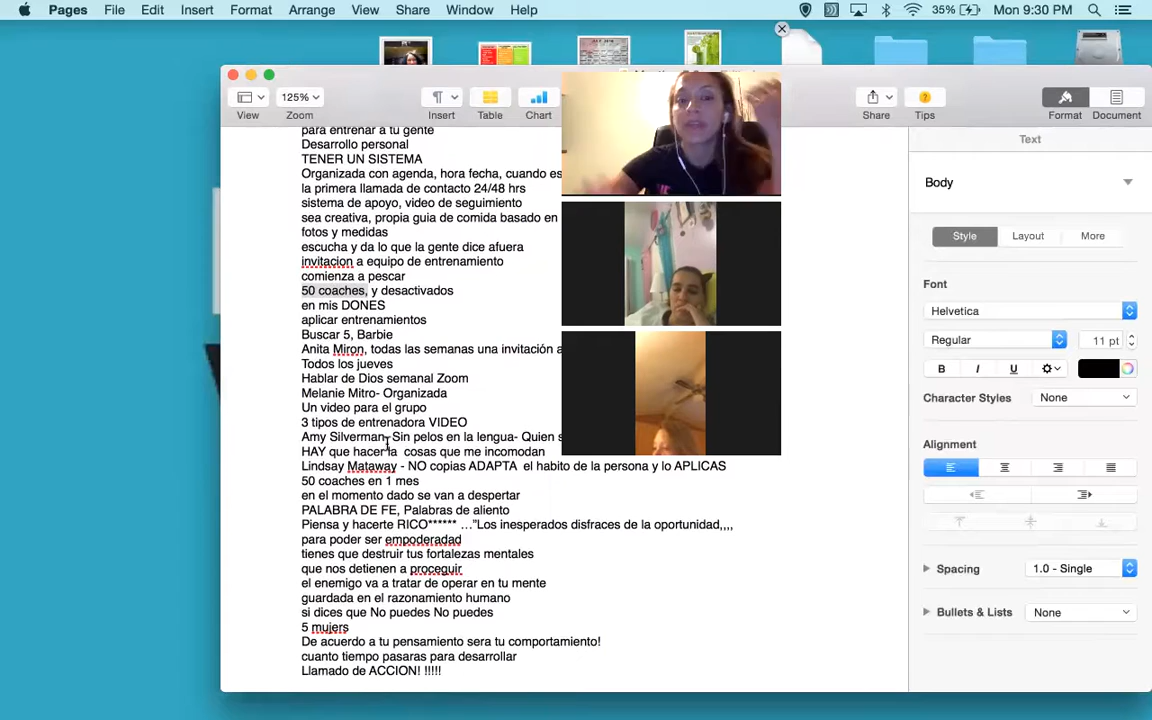 Pages File Edit Insert Format Arrange View Share Window Help 35% Mon 9:30 PM
125%
View Zoom Insert Table Chart Share Tips Format Document
Text
Body
Style Layout More
Font
Helvetica
Regular 11 pt
B I U
Character Styles None
Alignment
Spacing 1.0 - Single
Bullets & Lists None
para entrenar a tu gente
Desarrollo personal
TENER UN SISTEMA
Organizada con agenda, hora fecha, cuando es
la primera llamada de contacto 24/48 hrs
sistema de apoyo, video de seguimiento
sea creativa, propia guia de comida basado en
fotos y medidas
escucha y da lo que la gente dice afuera
invitacion a equipo de entrenamiento
comienza a pescar
50 coaches, y desactivados
en mis DONES
aplicar entrenamientos
Buscar 5, Barbie
Anita Miron, todas las semanas una invitación a
Todos los jueves
Hablar de Dios semanal Zoom
Melanie Mitro- Organizada
Un video para el grupo
3 tipos de entrenadora VIDEO
Amy Silverman- Sin pelos en la lengua- Quien s
HAY que hacer la cosas que me incomodan
Lindsay Mataway - NO copias ADAPTA el habito de la persona y lo APLICAS
50 coaches en 1 mes
en el momento dado se van a despertar
PALABRA DE FE, Palabras de aliento
Piensa y hacerte RICO****** …"Los inesperados disfraces de la oportunidad,,,,
para poder ser empoderadad
tienes que destruir tus fortalezas mentales
que nos detienen a proceguir
el enemigo va a tratar de operar en tu mente
guardada en el razonamiento humano
si dices que No puedes No puedes
5 mujers
De acuerdo a tu pensamiento sera tu comportamiento!
cuanto tiempo pasaras para desarrollar
Llamado de ACCION! !!!!!